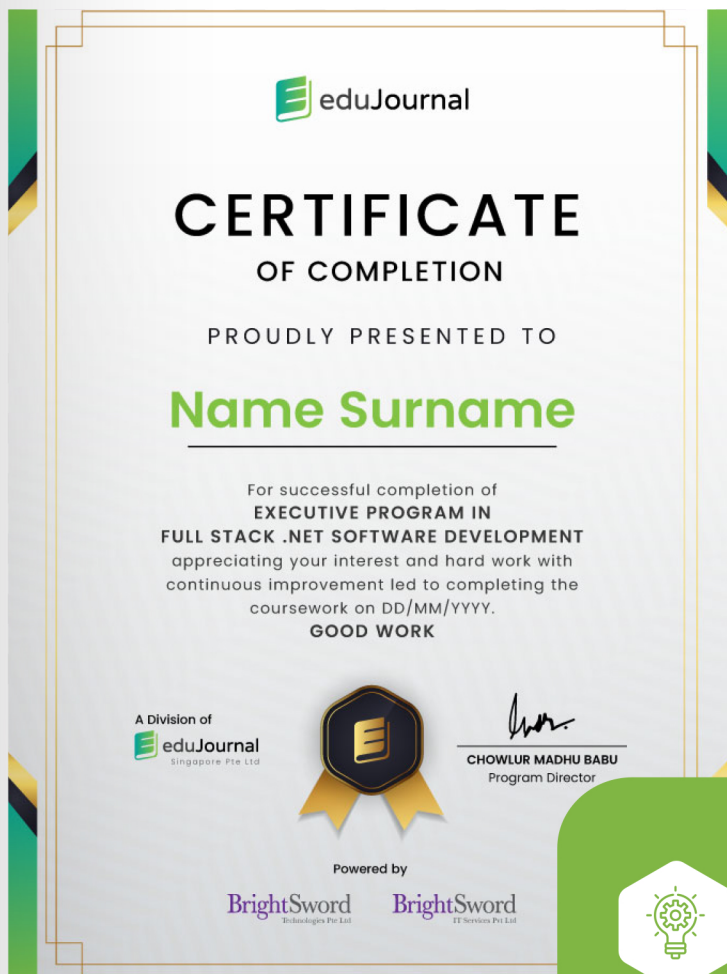 eduJournal
CERTIFICATE
OF COMPLETION
PROUDLY PRESENTED TO
Name Surname
For successful completion of
EXECUTIVE PROGRAM IN
FULL STACK .NET SOFTWARE DEVELOPMENT
appreciating your interest and hard work with
continuous improvement led to completing the
coursework on DD/MM/YYYY.
GOOD WORK
A Division of
eduJournal
Singapore Pte Ltd
CHOWLUR MADHU BABU
Program Director
Powered by
BrightSword
Technologies Pte Ltd
BrightSword
IT Services Pvt Ltd